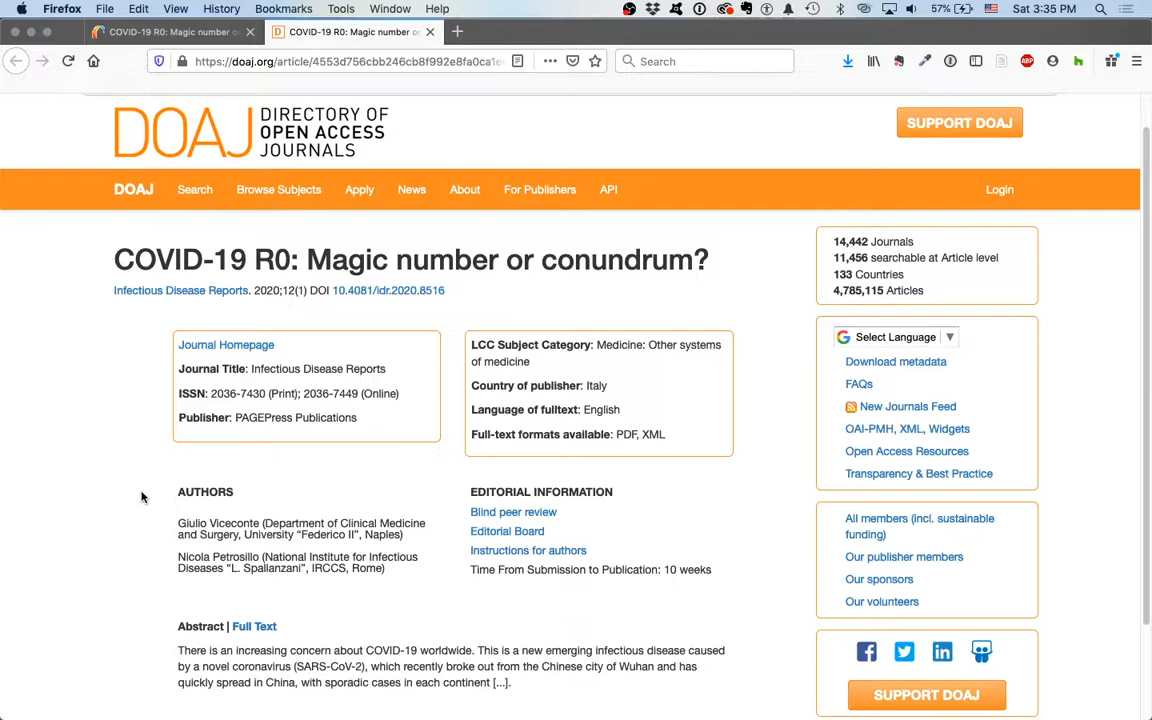 Firefox File Edit View History Bookmarks Tools Window Help 57% Sat 3:35 PM
COVID-19 R0: Magic number o COVID-19 R0: Magic number or
https://doaj.org/article/4553d756cbb246cb8f992e8fa0ca1e Search ABP
DOAJ DIRECTORY OF
OPEN ACCESS
JOURNALS
SUPPORT DOAJ
DOAJ Search Browse Subjects Apply News About For Publishers API Login
COVID-19 R0: Magic number or conundrum?
Infectious Disease Reports. 2020;12(1) DOI 10.4081/idr.2020.8516
Journal Homepage
Journal Title: Infectious Disease Reports
ISSN: 2036-7430 (Print); 2036-7449 (Online)
Publisher: PAGEPress Publications
LCC Subject Category: Medicine: Other systems
of medicine
Country of publisher: Italy
Language of fulltext: English
Full-text formats available: PDF, XML
AUTHORS
Giulio Viceconte (Department of Clinical Medicine
and Surgery, University “Federico II”, Naples)
Nicola Petrosillo (National Institute for Infectious
Diseases “L. Spallanzani”, IRCCS, Rome)
EDITORIAL INFORMATION
Blind peer review
Editorial Board
Instructions for authors
Time From Submission to Publication: 10 weeks
Abstract | Full Text
There is an increasing concern about COVID-19 worldwide. This is a new emerging infectious disease caused
by a novel coronavirus (SARS-CoV-2), which recently broke out from the Chinese city of Wuhan and has
quickly spread in China, with sporadic cases in each continent [...].
14,442 Journals
11,456 searchable at Article level
133 Countries
4,785,115 Articles
Select Language
Download metadata
FAQs
New Journals Feed
OAI-PMH, XML, Widgets
Open Access Resources
Transparency & Best Practice
All members (incl. sustainable
funding)
Our publisher members
Our sponsors
Our volunteers
SUPPORT DOAJ